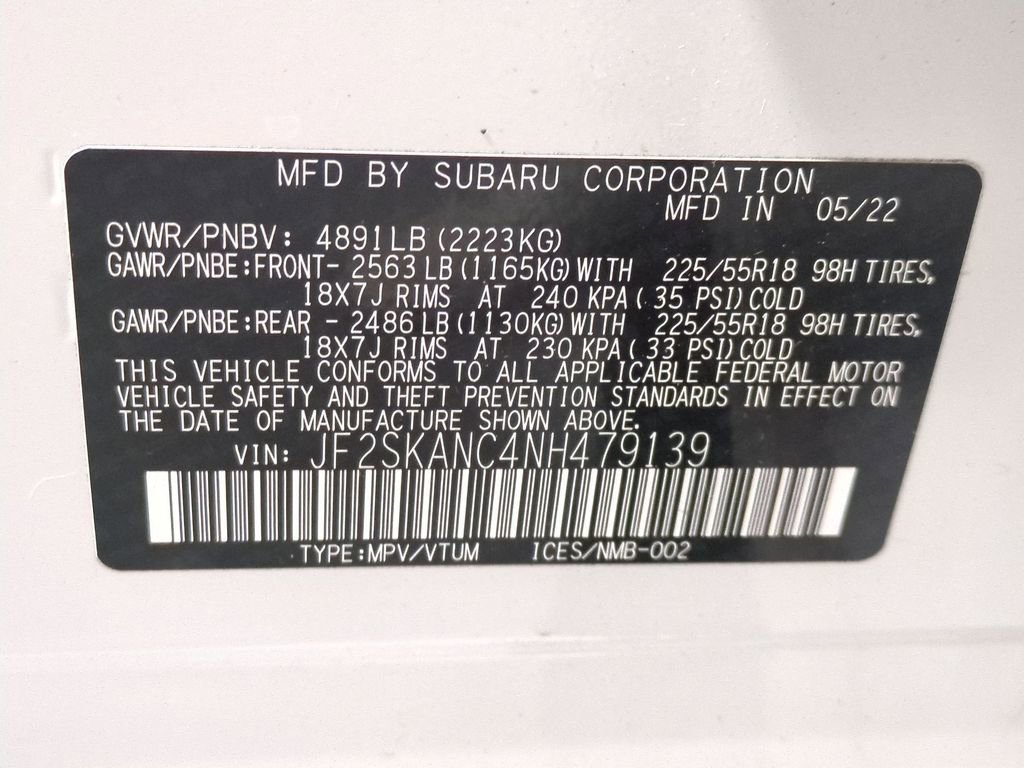 MFD BY SUBARU CORPORATION
MFD IN 05/22
GVWR/PNBV: 4891LB (2223KG)
GAWR/PNBE:FRONT- 2563 LB (1165KG) WITH 225/55R18 98H TIRES,
18X7J RIMS AT 240 KPA ( 35 PSI) COLD
GAWR/PNBE:REAR - 2486 LB (1130KG) WITH 225/55R18 98H TIRES,
18X7J RIMS AT 230 KPA ( 33 PSI) COLD
THIS VEHICLE CONFORMS TO ALL APPLICABLE FEDERAL MOTOR
VEHICLE SAFETY AND THEFT PREVENTION STANDARDS IN EFFECT ON
THE DATE OF MANUFACTURE SHOWN ABOVE.
VIN: JF2SKANC4NH479139
TYPE:MPV/VTUM ICES/NMB-002